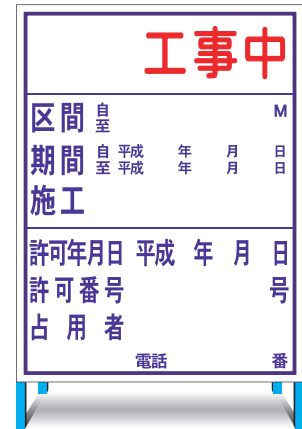 工事中
区間 自 至 M
期間 自 平成 年 月 日
至 平成 年 月 日
施工
許可年月日 平成 年 月 日
許可番号 号
占用者
電話 番